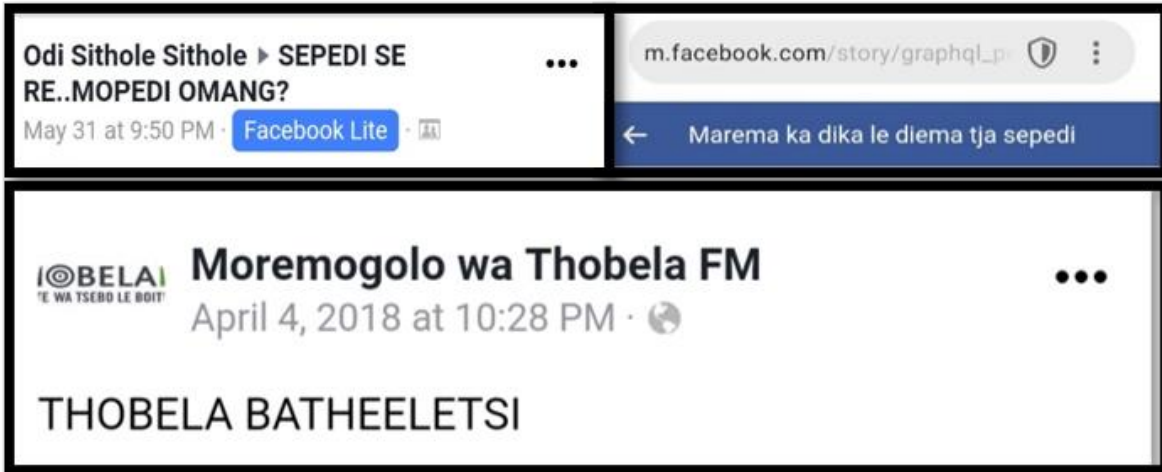 Odi Sithole Sithole ▸ SEPEDI SE
RE..MOPEDI OMANG?
May 31 at 9:50 PM · Facebook Lite ·
m.facebook.com/story/graphql_p
Marema ka dika le diema tja sepedi
Moremogolo wa Thobela FM
April 4, 2018 at 10:28 PM ·
THOBELA BATHEELETSI